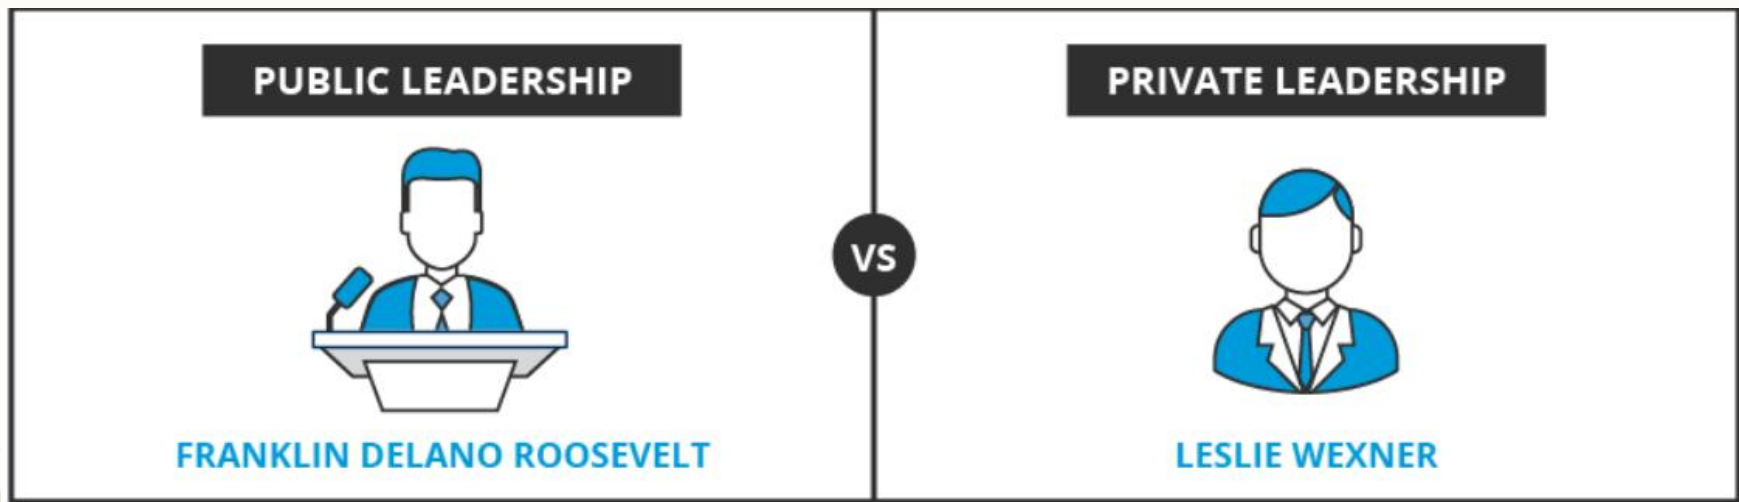 PUBLIC LEADERSHIP
FRANKLIN DELANO ROOSEVELT
VS
PRIVATE LEADERSHIP
LESLIE WEXNER